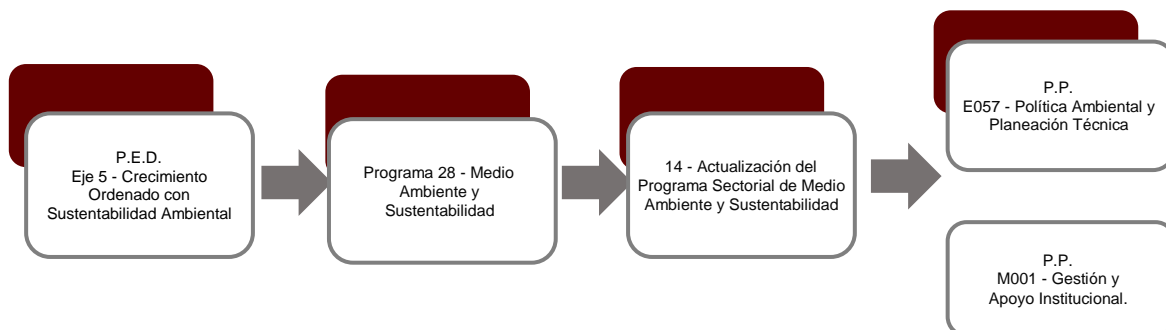 P.E.D.
Eje 5 - Crecimiento
Ordenado con
Sustentabilidad Ambiental
Programa 28 - Medio
Ambiente y
Sustentabilidad
14 - Actualización del
Programa Sectorial de Medio
Ambiente y Sustentabilidad
P.P.
E057 - Política Ambiental y
Planeación Técnica
P.P.
M001 - Gestión y
Apoyo Institucional.